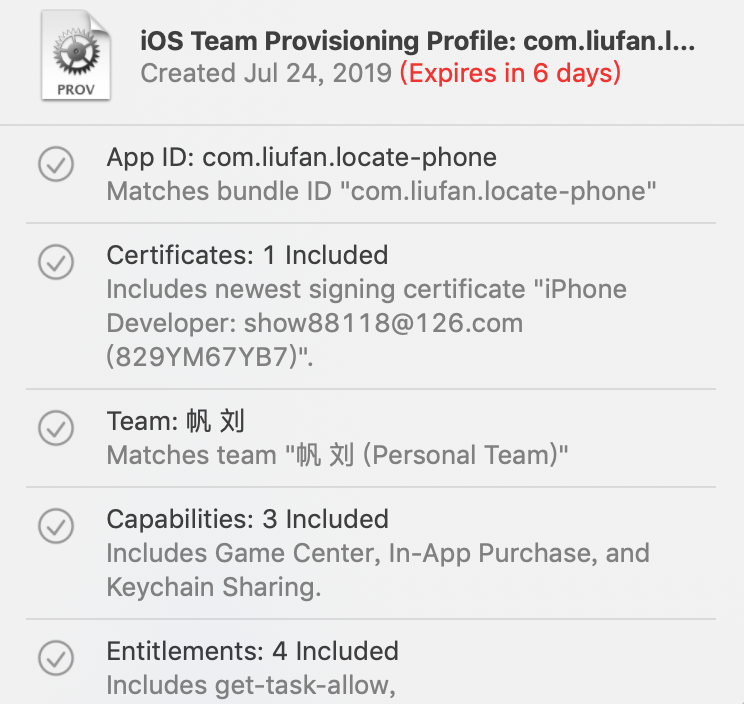 iOS Team Provisioning Profile: com.liufan.l...
PROV
Created Jul 24, 2019 (Expires in 6 days)
App ID: com.liufan.locate-phone
Matches bundle ID "com.liufan.locate-phone"
Certificates: 1 Included
Includes newest signing certificate "iPhone
Developer: show88118@126.com
(829YM67YB7)".
Team: 帆 刘
Matches team "帆 刘 (Personal Team)"
Capabilities: 3 Included
Includes Game Center, In-App Purchase, and
Keychain Sharing.
Entitlements: 4 Included
Includes get-task-allow,